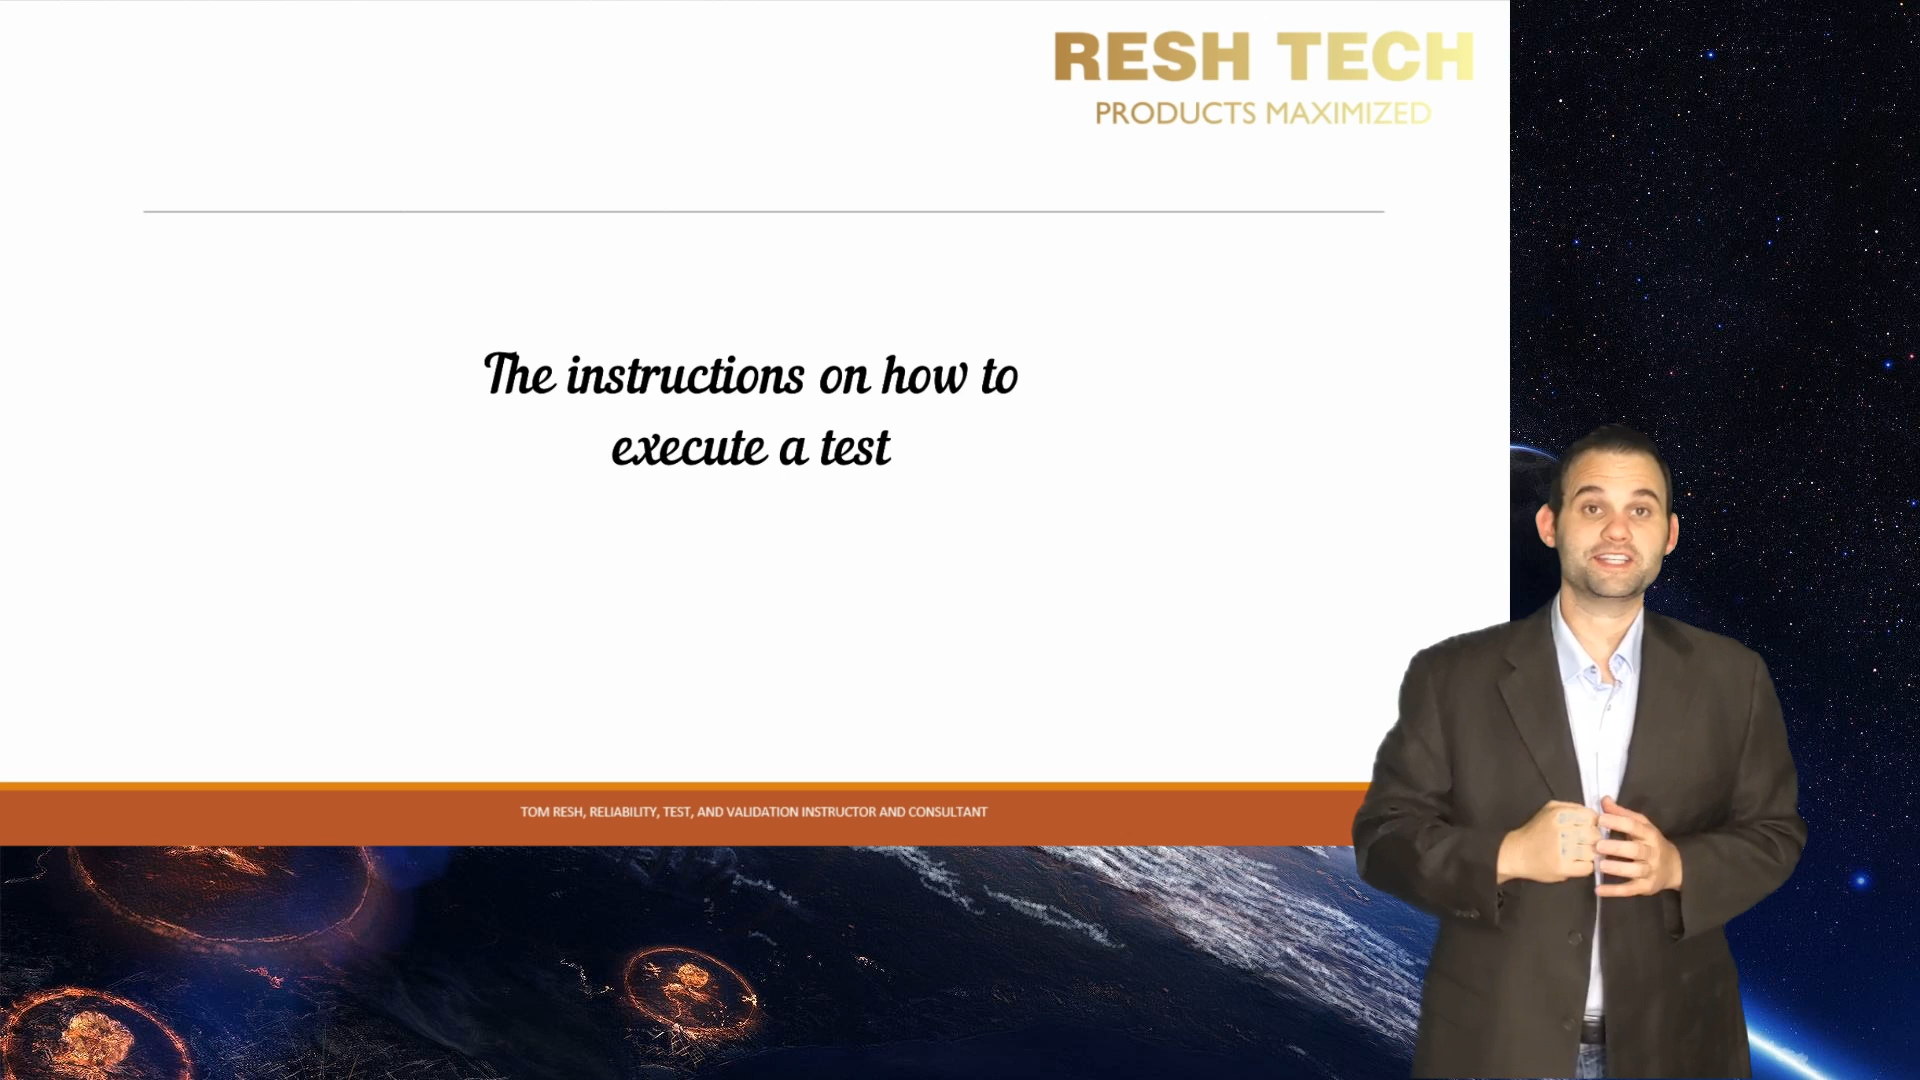 RESH TECH
PRODUCTS MAXIMIZED
The instructions on how to
execute a test
TOM RESH, RELIABILITY, TEST, AND VALIDATION INSTRUCTOR AND CONSULTANT